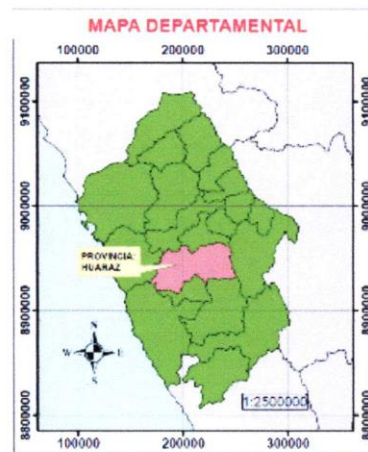 MAPA DEPARTAMENTAL
100000 200000 300000
9100000 9100000
9000000 9000000
PROVINCIA:
HUARAZ
8900000 8900000
N
W E
S
1:2500000
8800000 8800000
100000 200000 300000